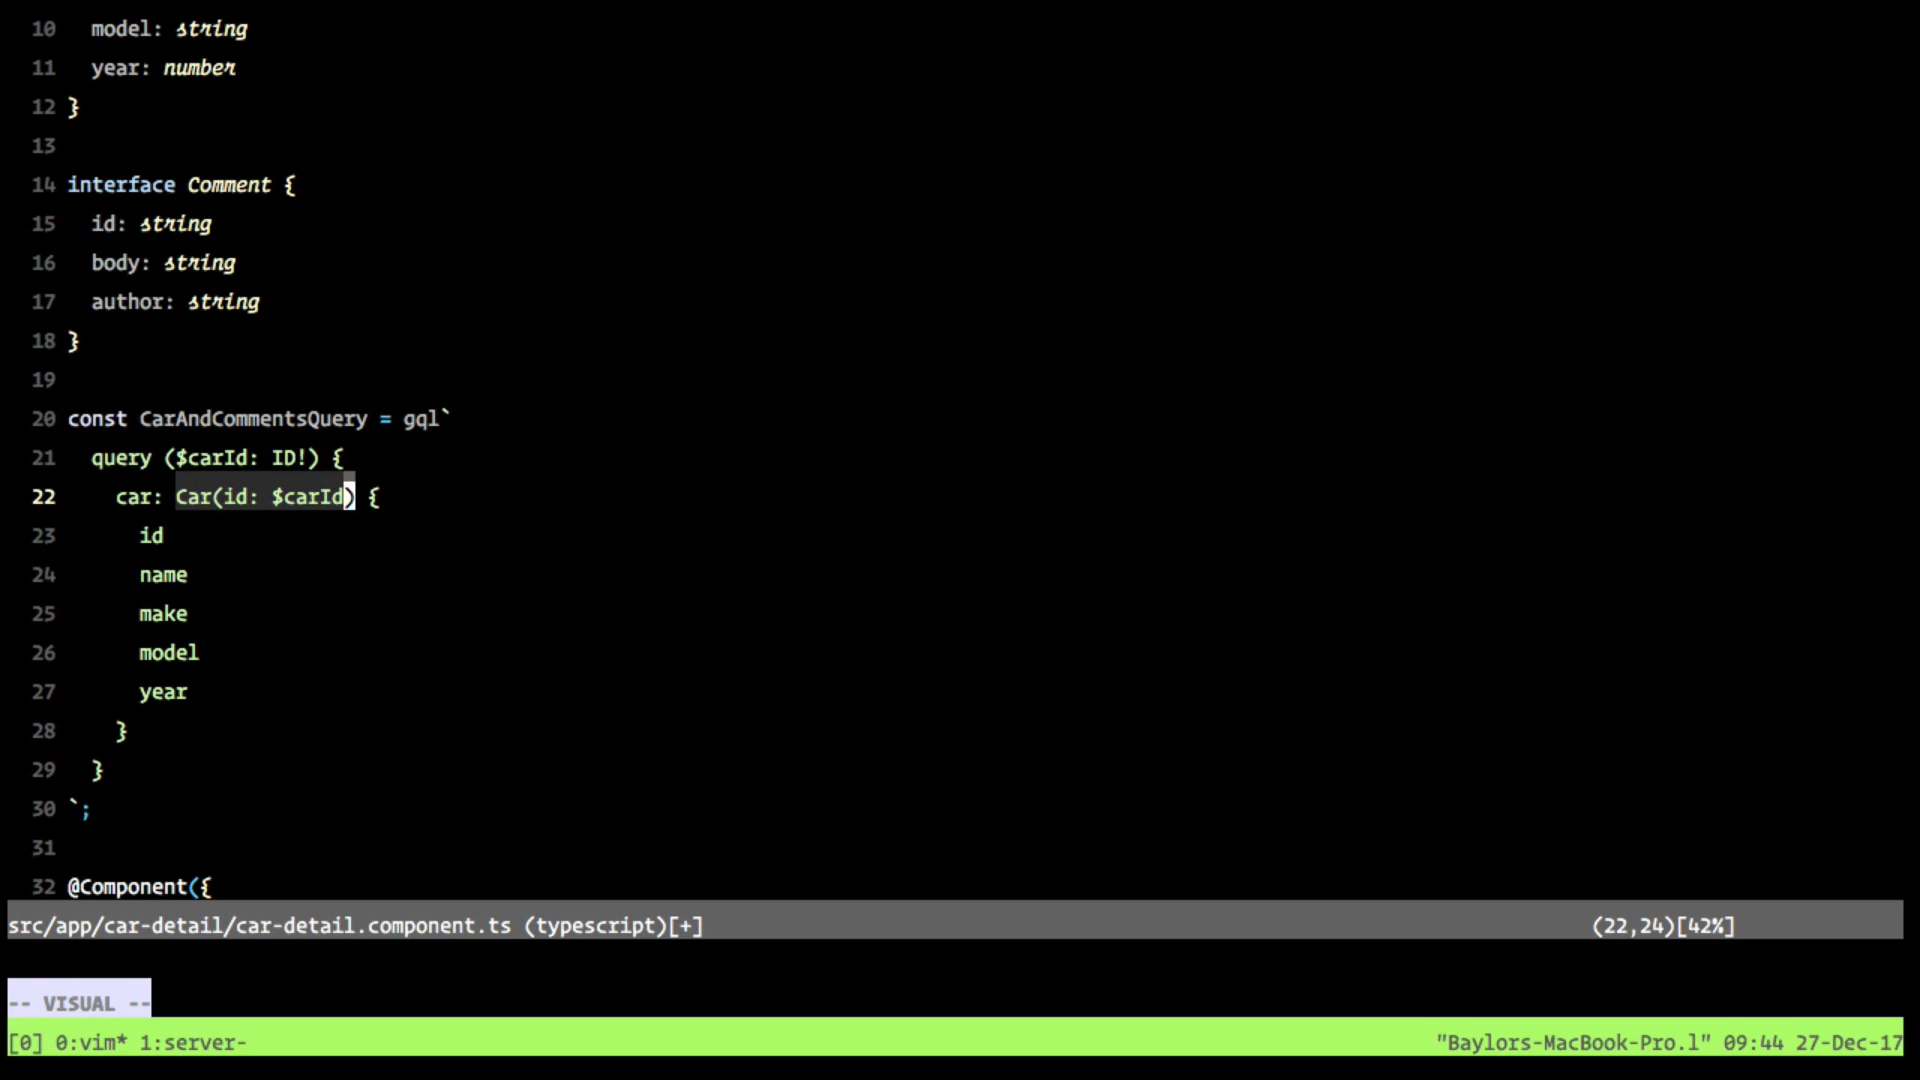 10   model: string
11   year: number
12 }
13
14 interface Comment {
15   id: string
16   body: string
17   author: string
18 }
19
20 const CarAndCommentsQuery = gql`
21   query ($carId: ID!) {
22     car: Car(id: $carId) {
23       id
24       name
25       make
26       model
27       year
28     }
29   }
30 `;
31
32 @Component({
src/app/car-detail/car-detail.component.ts (typescript)[+] (22,24)[42%]
-- VISUAL --
[0] 0:vim* 1:server- "Baylors-MacBook-Pro.l" 09:44 27-Dec-17